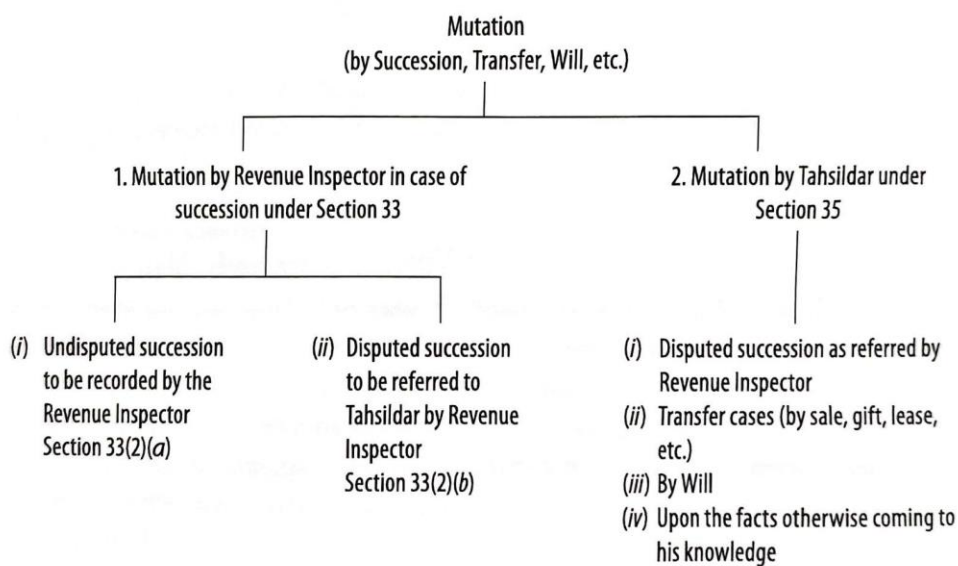 Mutation
(by Succession, Transfer, Will, etc.)
1. Mutation by Revenue Inspector in case of
succession under Section 33
2. Mutation by Tahsildar under
Section 35
(i) Undisputed succession
to be recorded by the
Revenue Inspector
Section 33(2)(a)
(ii) Disputed succession
to be referred to
Tahsildar by Revenue
Inspector
Section 33(2)(b)
(i) Disputed succession as referred by
Revenue Inspector
(ii) Transfer cases (by sale, gift, lease,
etc.)
(iii) By Will
(iv) Upon the facts otherwise coming to
his knowledge